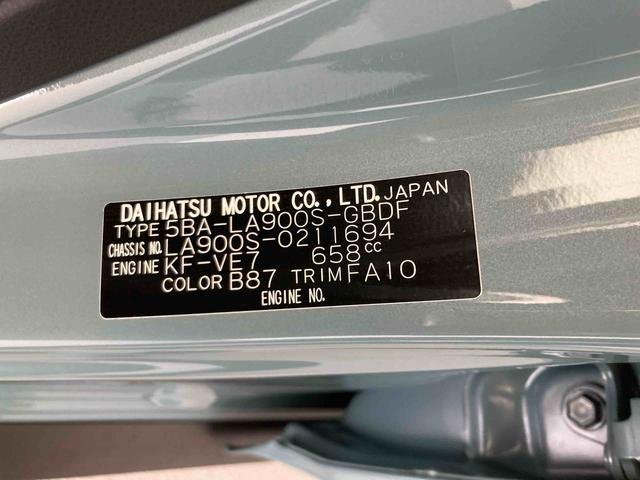 DAIHATSU MOTOR CO., LTD. JAPAN
TYPE 5BA-LA900S-GBDF
CHASSIS NO. LA900S-0211694
ENGINE KF-VE7 658cc
COLOR B87 TRIM FA10
ENGINE NO.